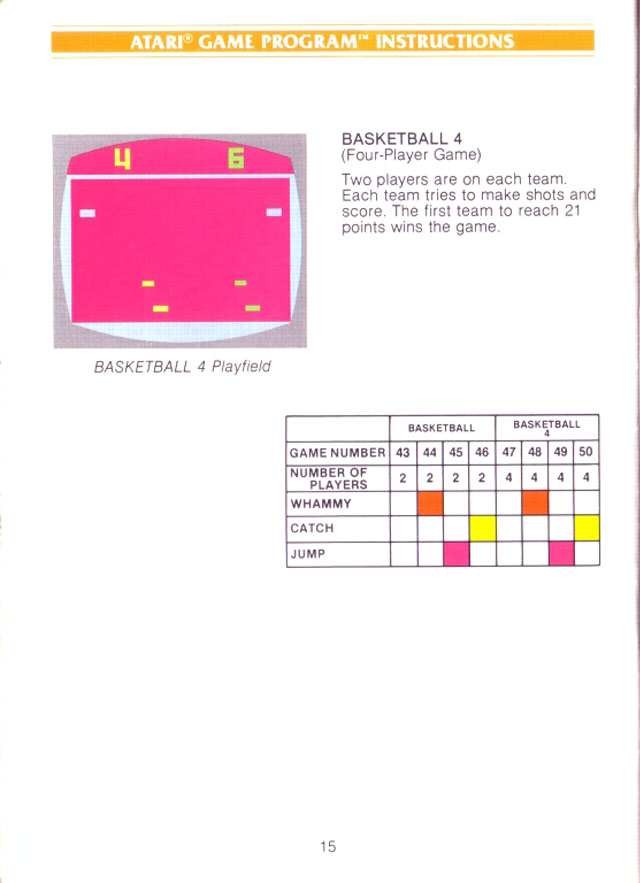 ATARI® GAME PROGRAM™ INSTRUCTIONS
4 6
BASKETBALL 4 Playfield
BASKETBALL 4
(Four-Player Game)
Two players are on each team.
Each team tries to make shots and
score. The first team to reach 21
points wins the game.
BASKETBALL BASKETBALL
4
GAME NUMBER 43 44 45 46 47 48 49 50
NUMBER OF
PLAYERS 2 2 2 2 4 4 4 4
WHAMMY
CATCH
JUMP
15